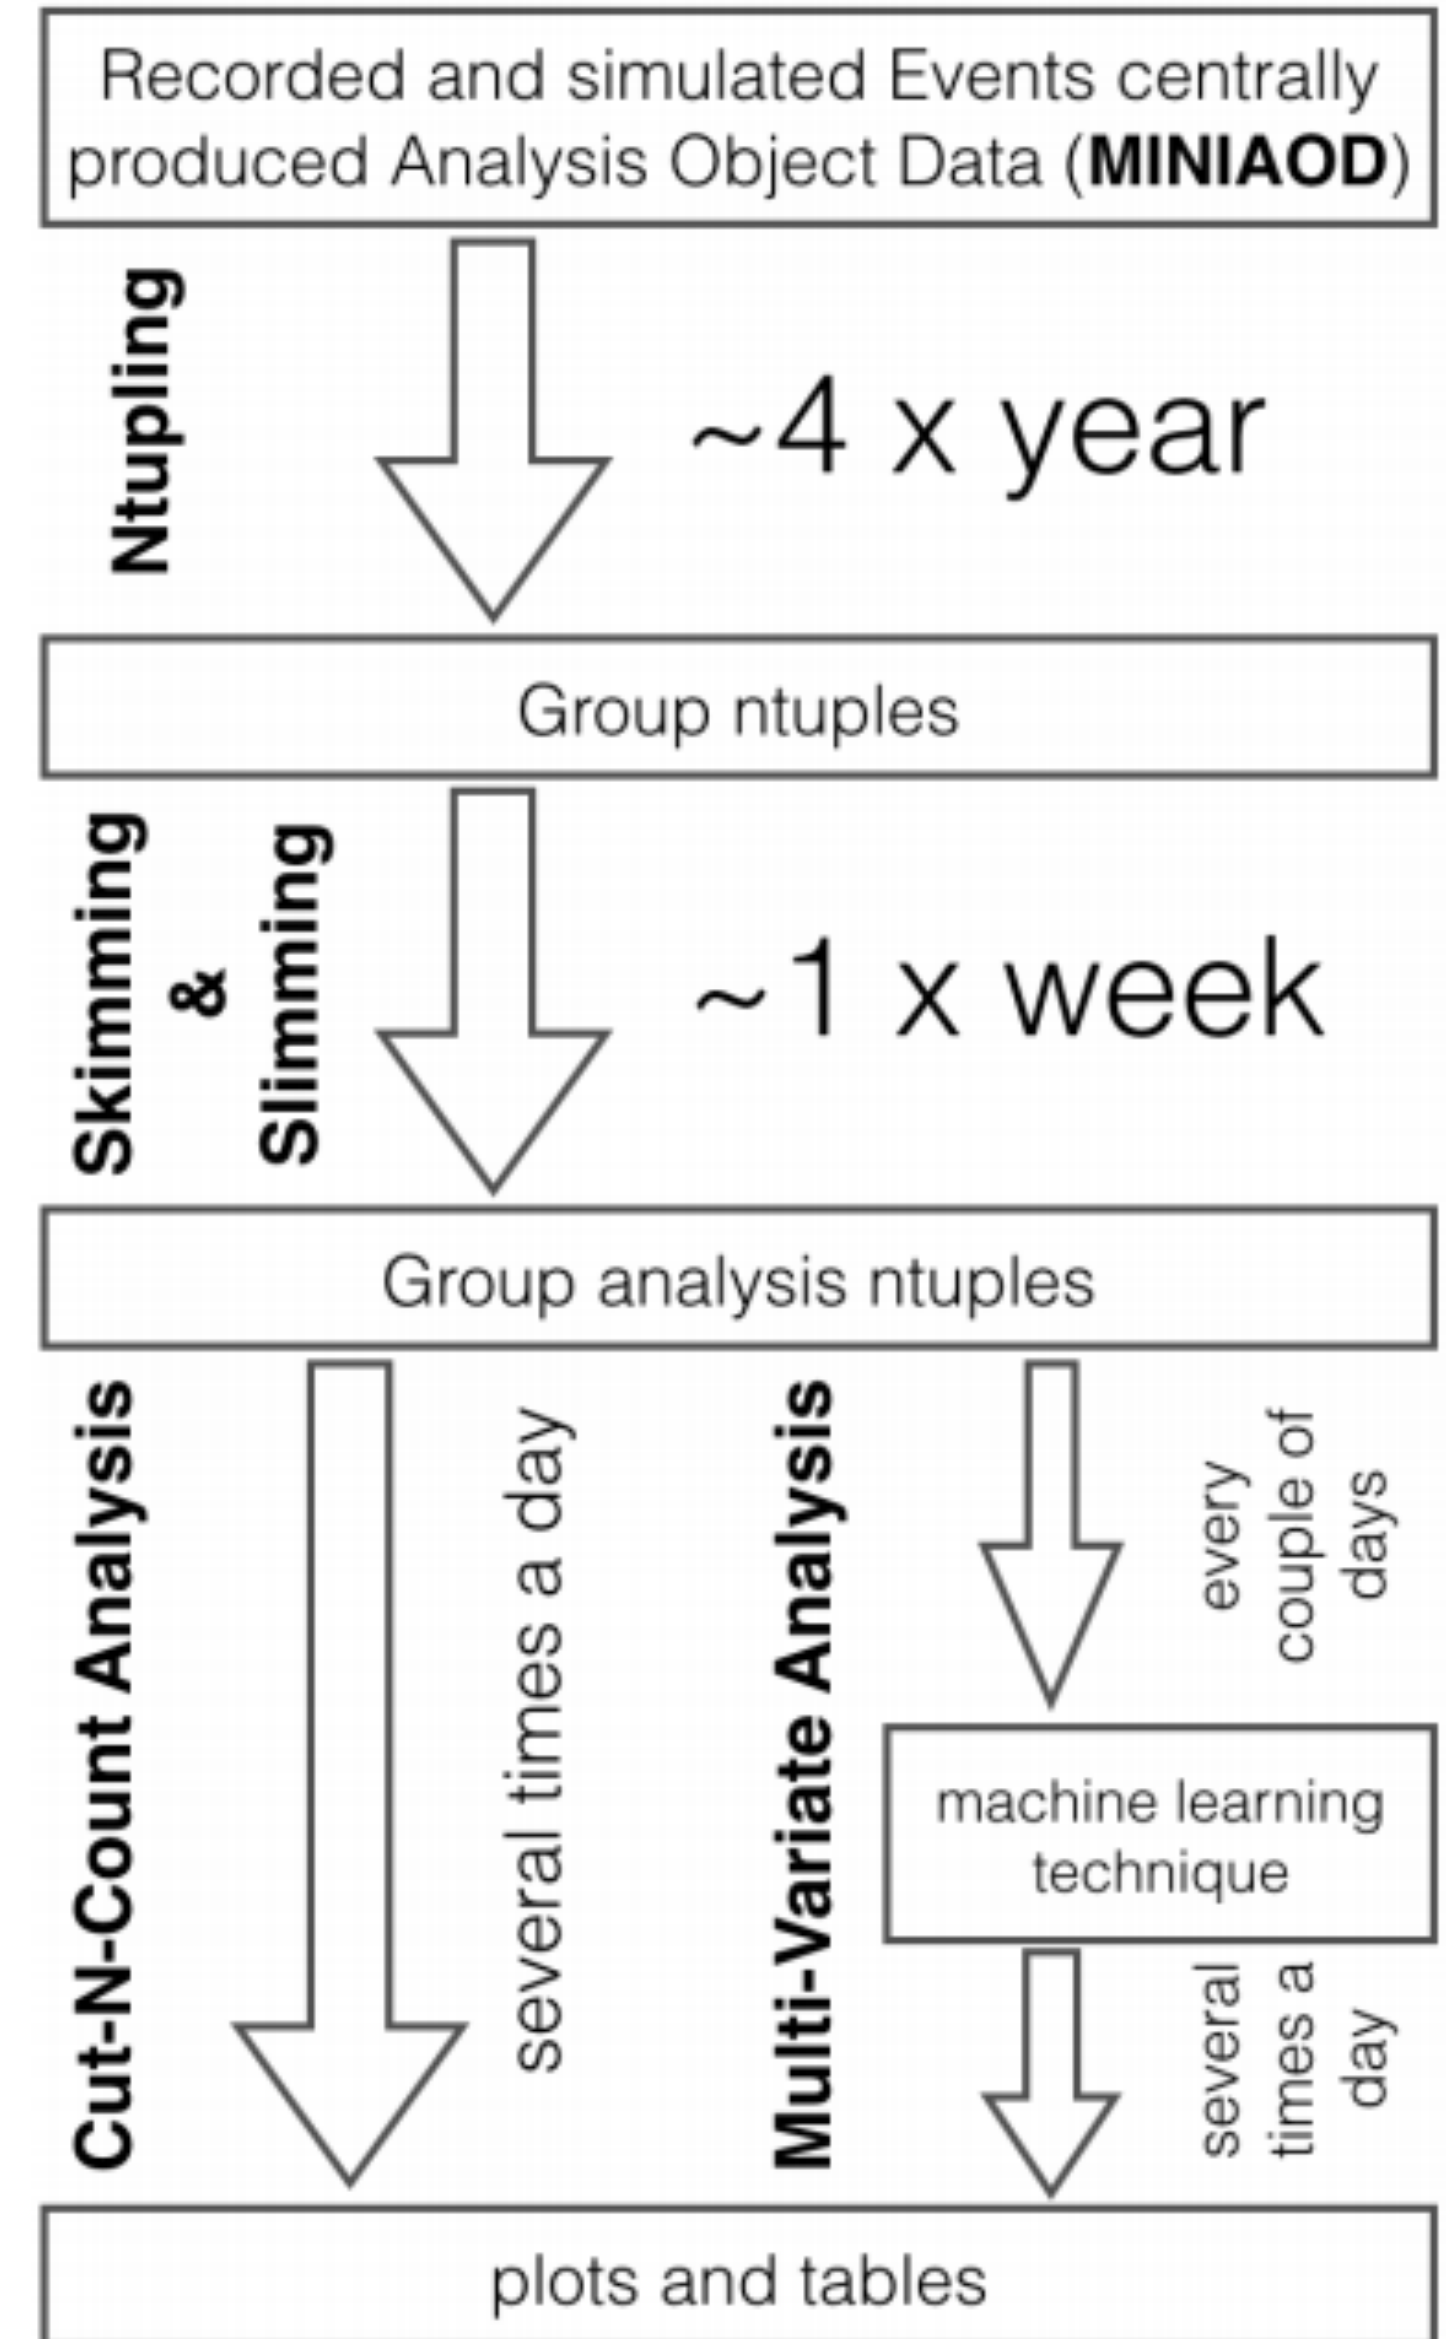 Recorded and simulated Events centrally
produced Analysis Object Data (MINIAOD)
Ntupling
~4 x year
Group ntuples
Skimming
&
Slimming
~1 x week
Group analysis ntuples
Cut-N-Count Analysis
several times a day
Multi-Variate Analysis
every
couple of
days
machine learning
technique
several
times a
day
plots and tables